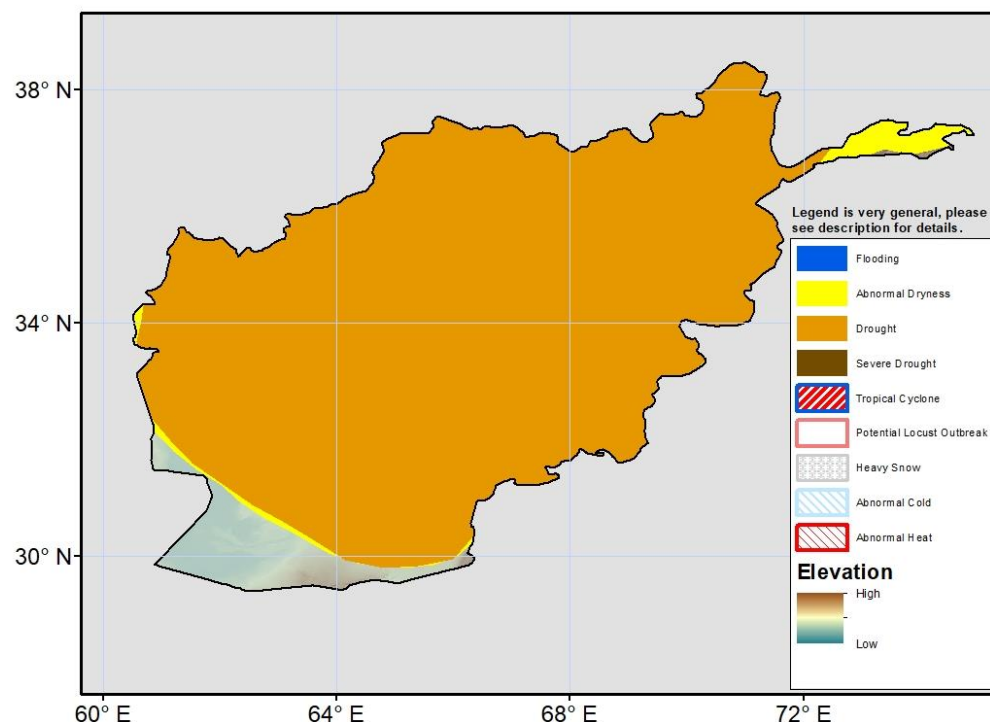 38° N
34° N
30° N
60° E
64° E
68° E
72° E
Legend is very general, please
see description for details.
Flooding
Abnormal Dryness
Drought
Severe Drought
Tropical Cyclone
Potential Locust Outbreak
Heavy Snow
Abnormal Cold
Abnormal Heat
Elevation
High
Low